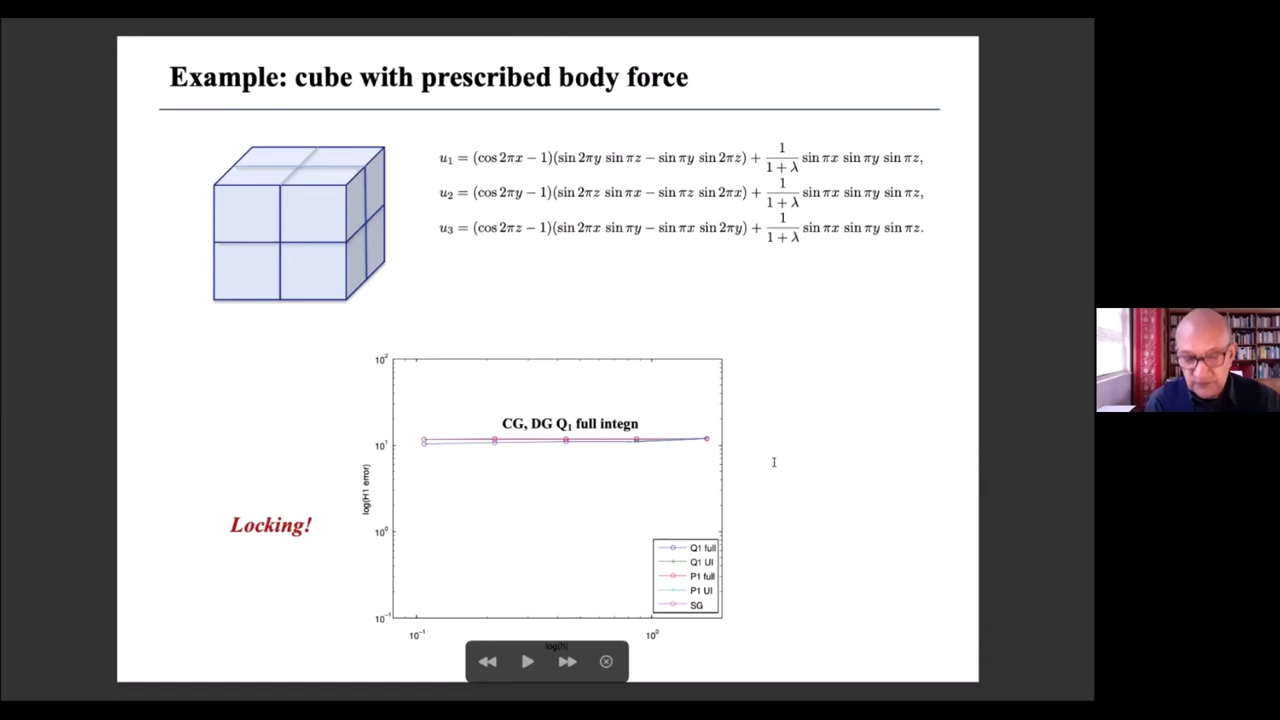 Example: cube with prescribed body force
u₁ = (cos 2πx − 1)(sin 2πy sin πz − sin πy sin 2πz) + 1/(1 + λ) sin πx sin πy sin πz,
u₂ = (cos 2πy − 1)(sin 2πz sin πx − sin πz sin 2πx) + 1/(1 + λ) sin πx sin πy sin πz,
u₃ = (cos 2πz − 1)(sin 2πx sin πy − sin πx sin 2πy) + 1/(1 + λ) sin πx sin πy sin πz.
10²
CG, DG Q₁ full integn
10¹
log(H1 error)
Locking!
10⁰
Q1 full
Q1 UI
P1 full
P1 UI
SG
10⁻¹
10⁻¹ 10⁰
log(h)